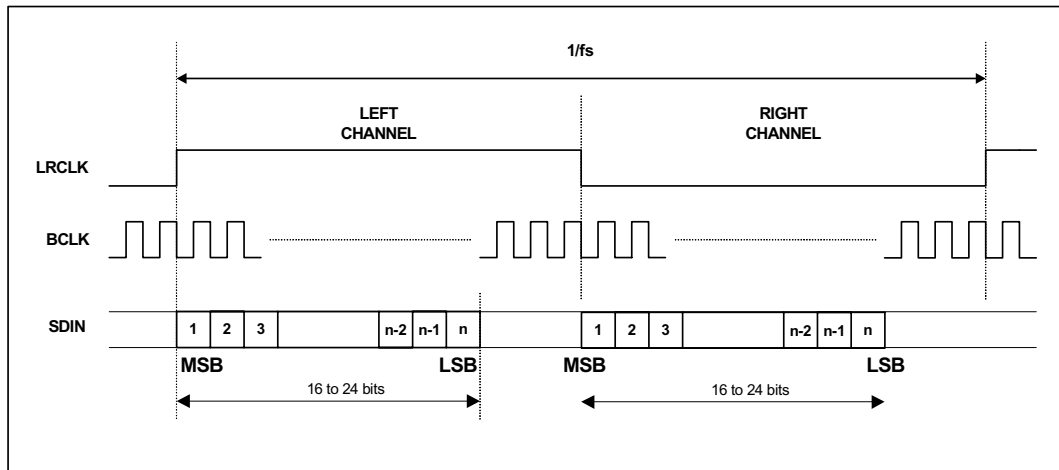 1/fs
LEFT
CHANNEL
RIGHT
CHANNEL
LRCLK
BCLK
SDIN
1 2 3 n-2 n-1 n 1 2 3 n-2 n-1 n
MSB LSB MSB LSB
16 to 24 bits 16 to 24 bits